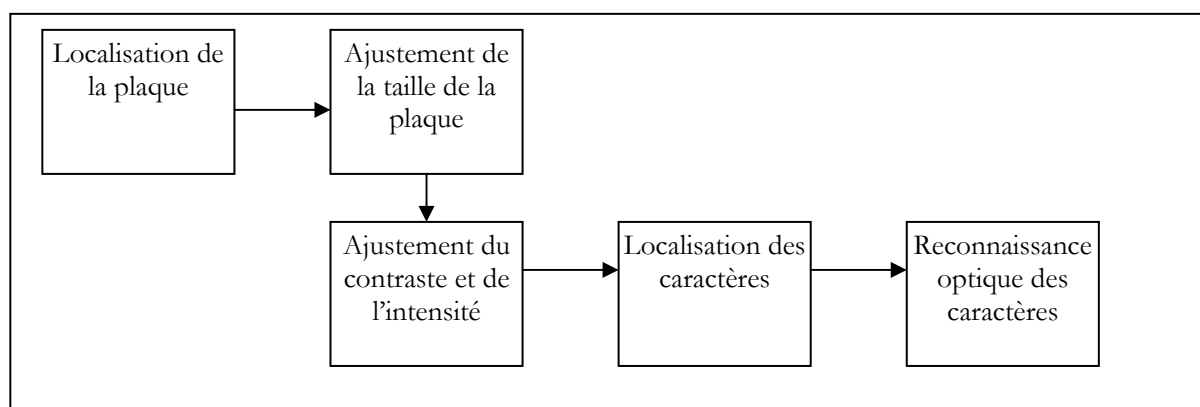 Localisation de
la plaque
Ajustement de
la taille de la
plaque
Ajustement du
contraste et de
l'intensité
Localisation des
caractères
Reconnaissance
optique des
caractères